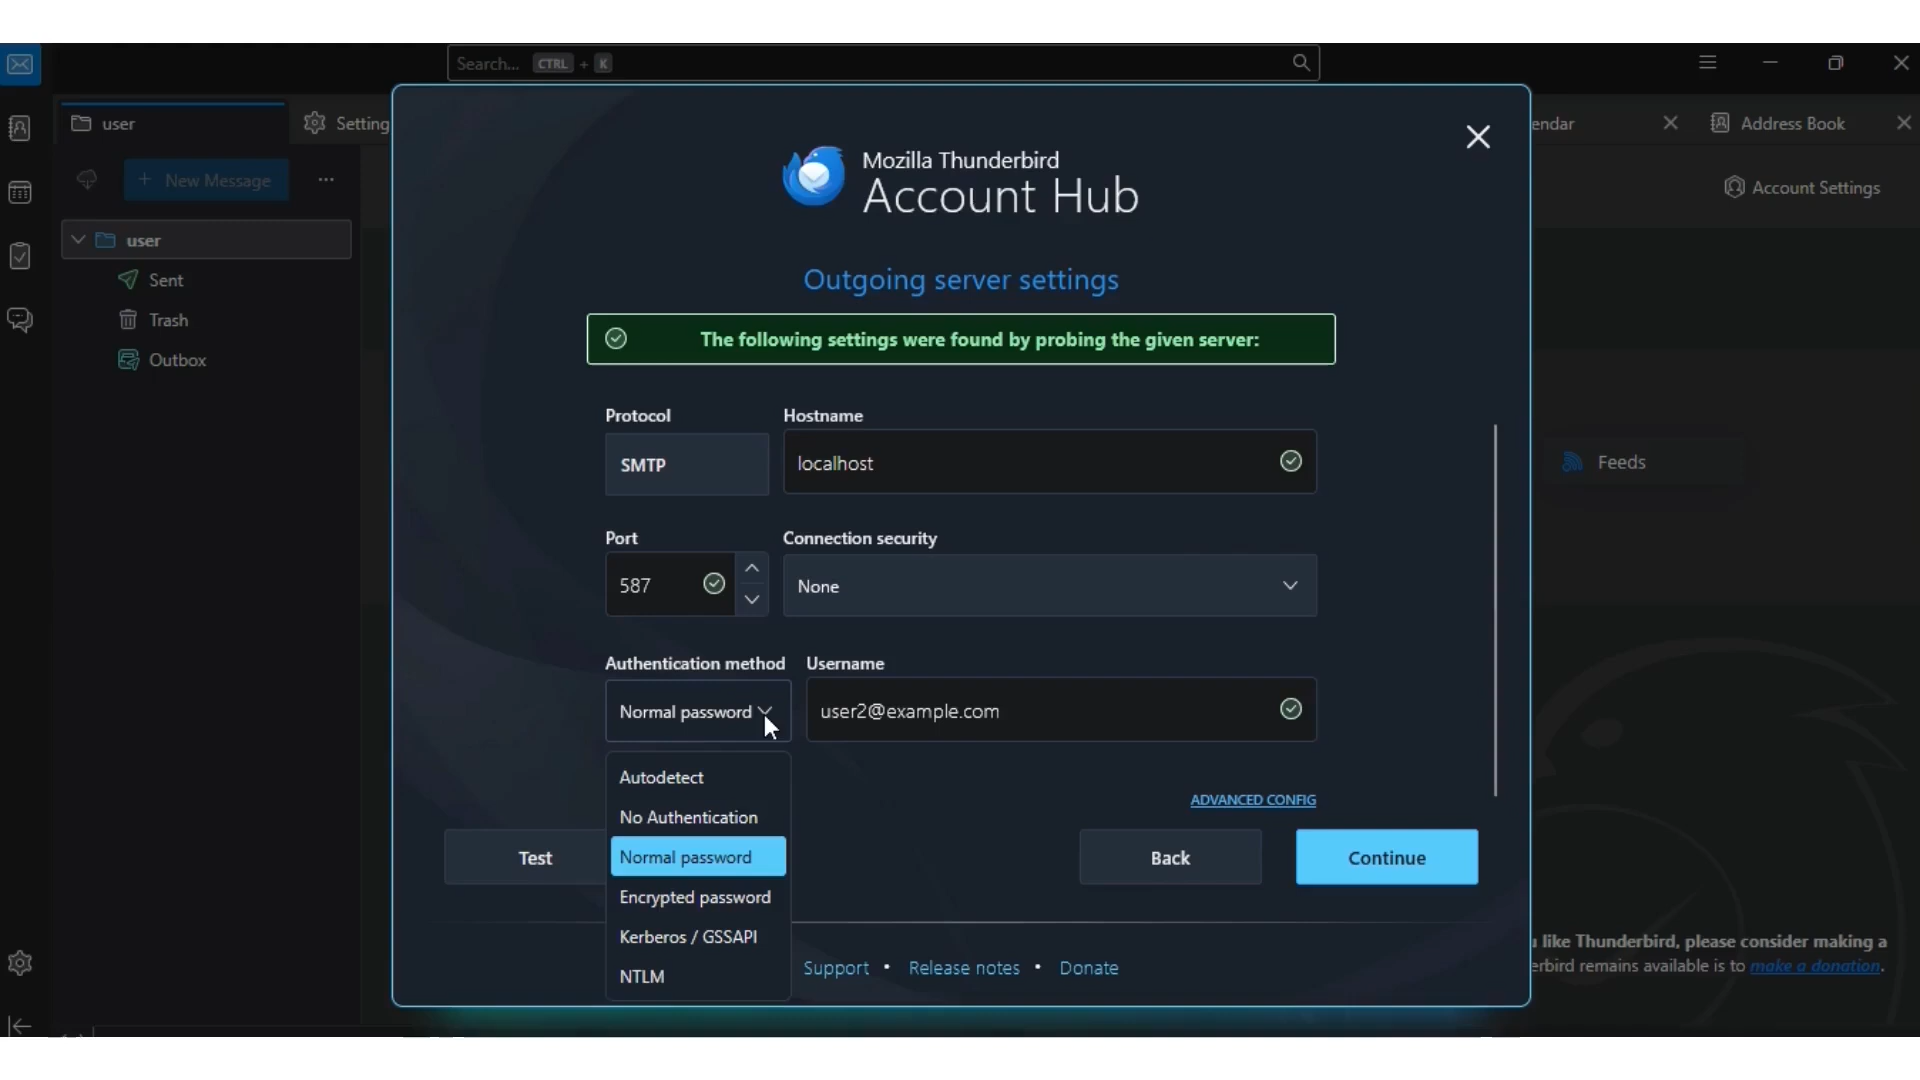 Search... CTRL + K
user
Setting
endar
Address Book
New Message
Account Settings
user
Sent
Trash
Outbox
Mozilla Thunderbird
Account Hub
Outgoing server settings
The following settings were found by probing the given server:
Protocol
Hostname
SMTP
localhost
Feeds
Port
Connection security
587
None
Authentication method
Username
Normal password
user2@example.com
Autodetect
No Authentication
Normal password
Encrypted password
Kerberos / GSSAPI
NTLM
ADVANCED CONFIG
Test
Back
Continue
like Thunderbird, please consider making a
erbird remains available is to make a donation.
Support • Release notes • Donate